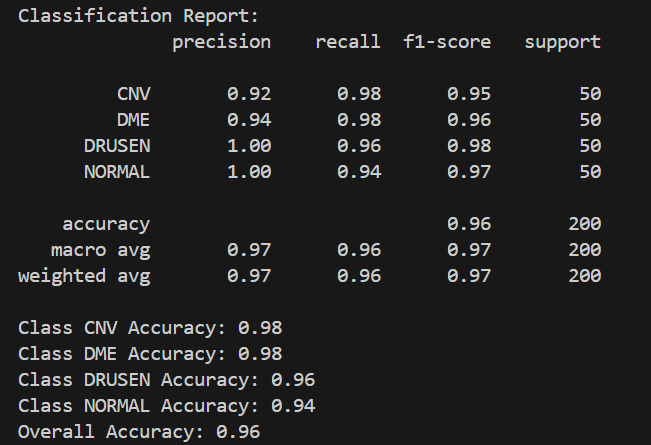 Classification Report:
precision recall f1-score support
CNV 0.92 0.98 0.95 50
DME 0.94 0.98 0.96 50
DRUSEN 1.00 0.96 0.98 50
NORMAL 1.00 0.94 0.97 50
accuracy 0.96 200
macro avg 0.97 0.96 0.97 200
weighted avg 0.97 0.96 0.97 200
Class CNV Accuracy: 0.98
Class DME Accuracy: 0.98
Class DRUSEN Accuracy: 0.96
Class NORMAL Accuracy: 0.94
Overall Accuracy: 0.96